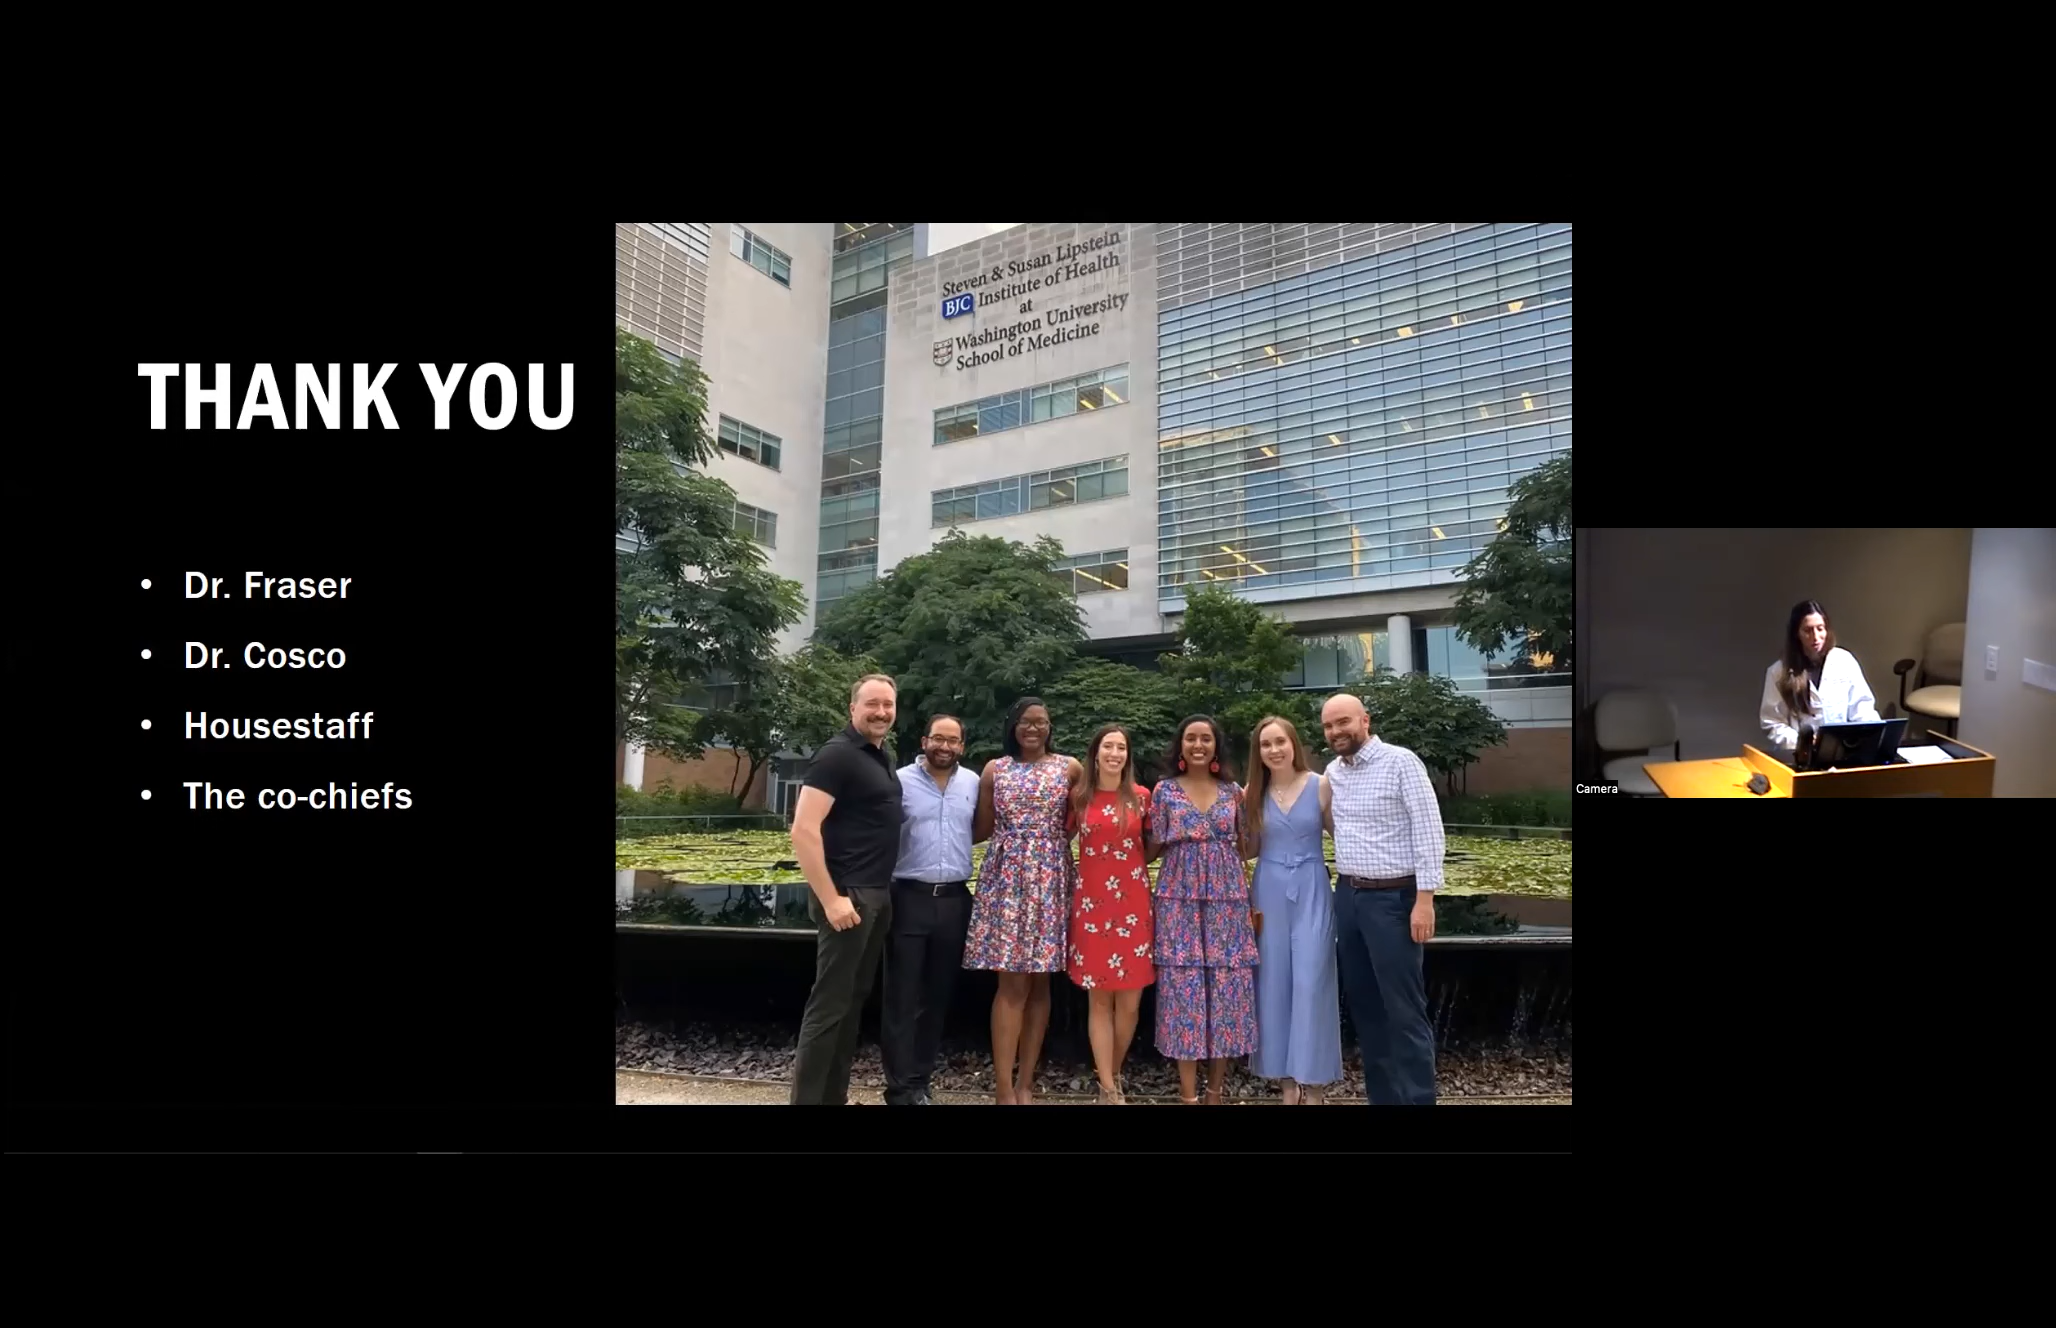 THANK YOU
• Dr. Fraser
• Dr. Cosco
• Housestaff
• The co-chiefs
Steven & Susan Lipstein
BJC Institute of Health
at
Washington University
School of Medicine
Camera